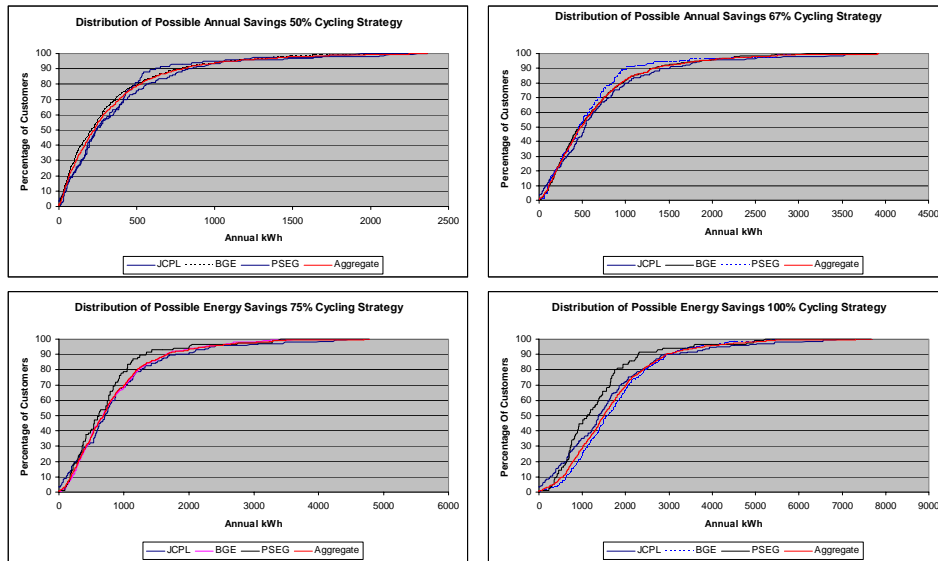 Distribution of Possible Annual Savings 50% Cycling Strategy
Percentage of Customers
100
90
80
70
60
50
40
30
20
10
0
0 500 1000 1500 2000 2500
Annual kWh
JCPL BGE PSEG Aggregate
Distribution of Possible Annual Savings 67% Cycling Strategy
Percentage of Customers
100
90
80
70
60
50
40
30
20
10
0
0 500 1000 1500 2000 2500 3000 3500 4000 4500
Annual kWh
JCPL BGE PSEG Aggregate
Distribution of Possible Energy Savings 75% Cycling Strategy
Percentage of Customers
100
90
80
70
60
50
40
30
20
10
0
0 1000 2000 3000 4000 5000 6000
Annual kWh
JCPL BGE PSEG Aggregate
Distribution of Possible Energy Savings 100% Cycling Strategy
Percentage Of Customers
100
90
80
70
60
50
40
30
20
10
0
0 1000 2000 3000 4000 5000 6000 7000 8000 9000
Annual kWh
JCPL BGE PSEG Aggregate